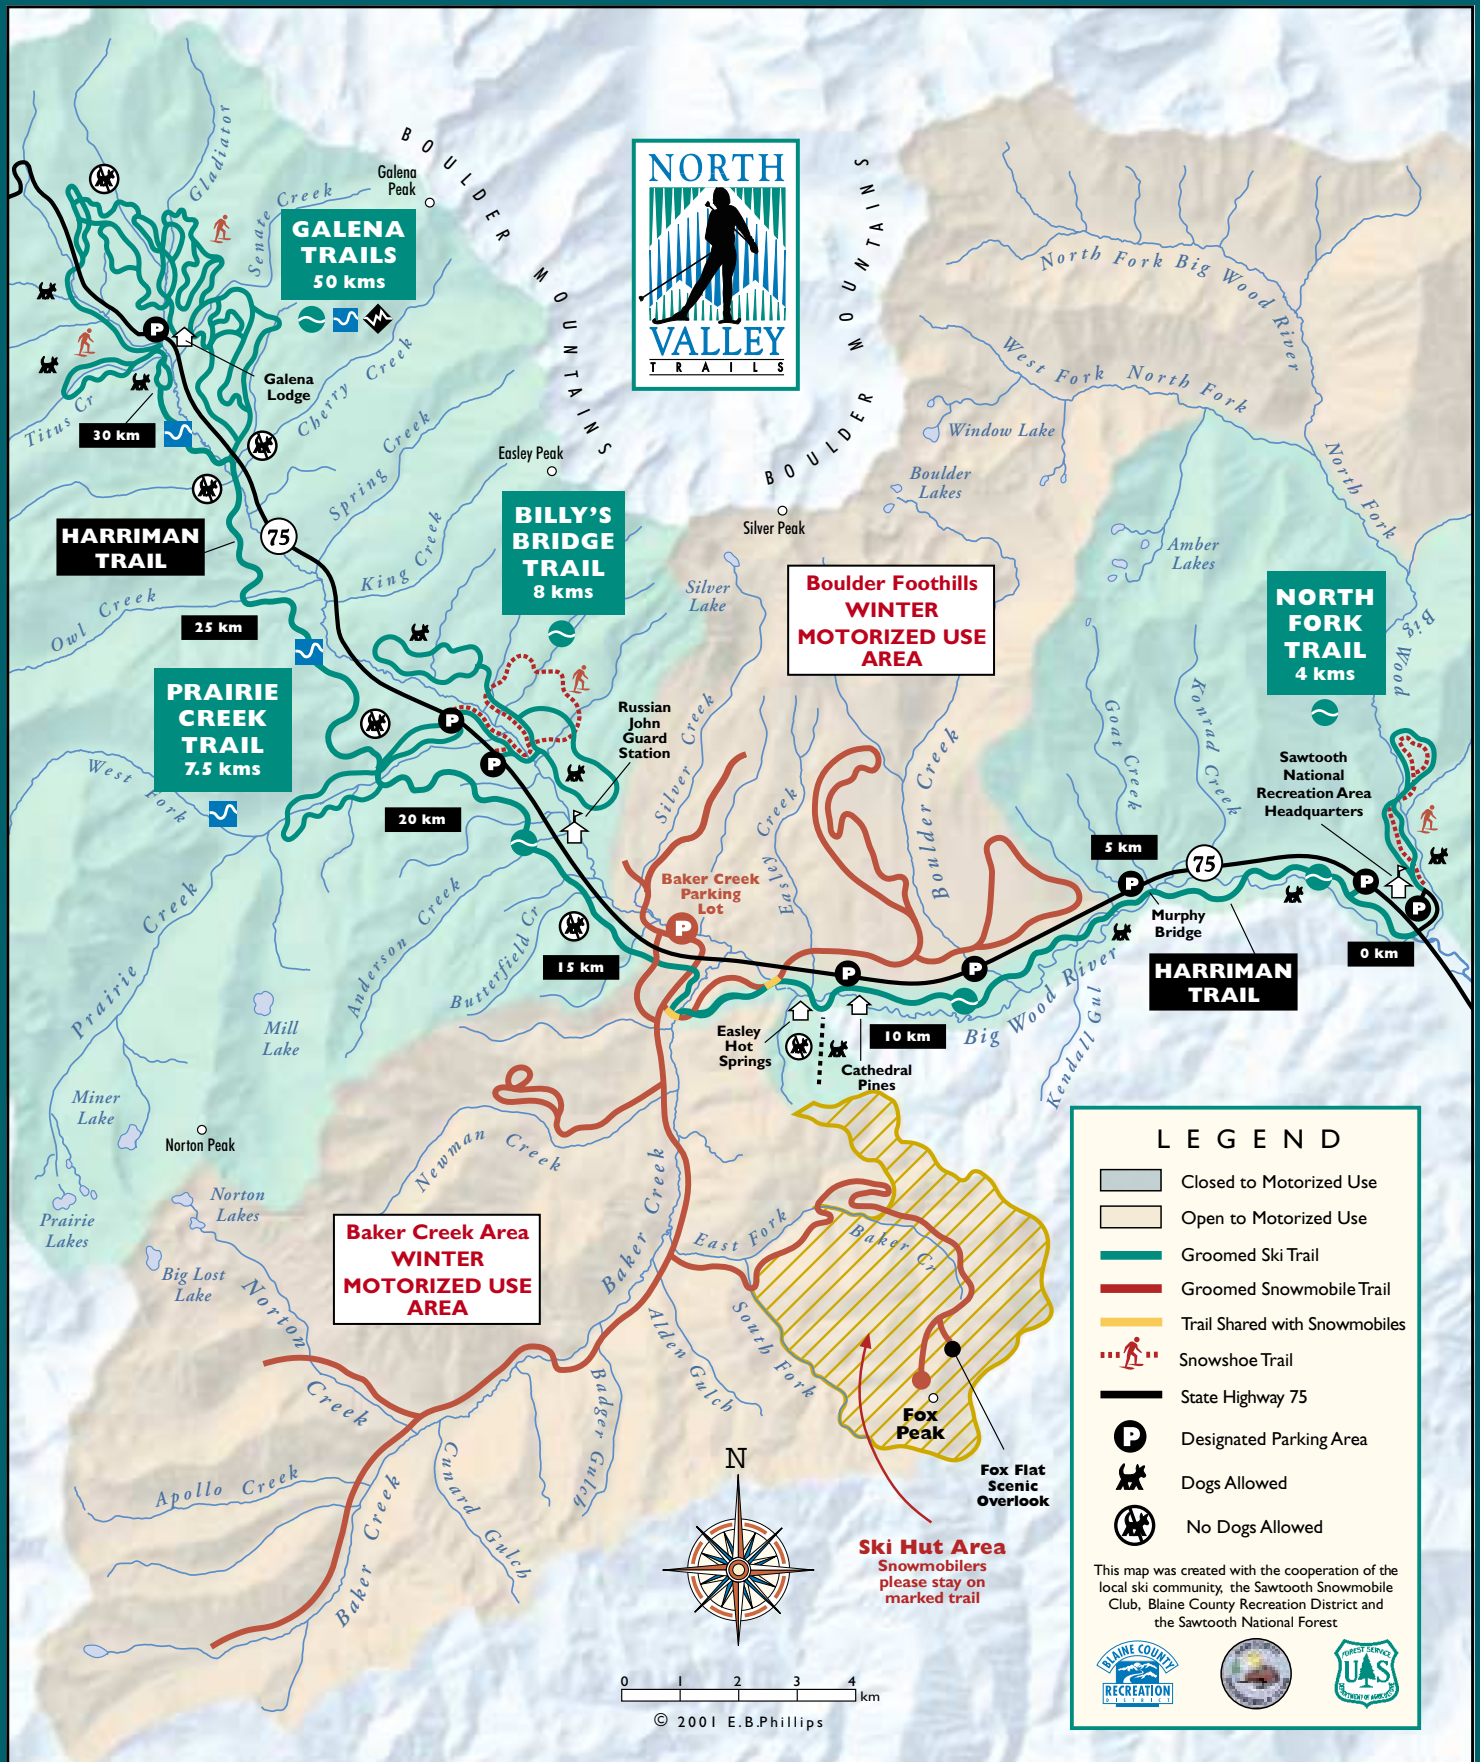 NORTH
VALLEY
TRAILS
BOULDER MOUNTAINS
BOULDER MOUNTAINS
Galena
Peak
Gladiator
Senate Creek
GALENA
TRAILS
50 kms
P
Galena
Lodge
Titus Cr
30 km
Cherry Creek
Spring Creek
HARRIMAN
TRAIL
75
King Creek
Owl Creek
25 km
Easley Peak
BILLY'S
BRIDGE
TRAIL
8 kms
Silver Peak
Silver
Lake
PRAIRIE
CREEK
TRAIL
7.5 kms
P
P
Russian
John
Guard
Station
West Fork
20 km
Silver Creek
Easley Creek
Boulder Creek
Boulder Foothills
WINTER
MOTORIZED USE
AREA
North Fork Big Wood River
West Fork North Fork
Window Lake
Boulder
Lakes
North Fork
Big Wood
Amber
Lakes
NORTH
FORK
TRAIL
4 kms
Goat Creek
Konrad Creek
Sawtooth
National
Recreation Area
Headquarters
5 km
75
P
P
P
Murphy
Bridge
0 km
HARRIMAN
TRAIL
Baker Creek
Parking
Lot
P
15 km
P
P
Easley
Hot
Springs
10 km
Cathedral
Pines
Big Wood River
Kendall Gul
Prairie Creek
Anderson Creek
Butterfield Cr
Mill
Lake
Miner
Lake
Norton Peak
Prairie
Lakes
Norton
Lakes
Big Lost
Lake
Newman Creek
Baker Creek
Baker Creek Area
WINTER
MOTORIZED USE
AREA
East Fork
Baker Cr
Norton
Creek
South Fork
Alden Gulch
Badger Gulch
Cunard Gulch
Apollo Creek
Baker Creek
Fox
Peak
Fox Flat
Scenic
Overlook
Ski Hut Area
Snowmobilers
please stay on
marked trail
N
0 1 2 3 4
km
© 2001 E.B.Phillips
LEGEND
Closed to Motorized Use
Open to Motorized Use
Groomed Ski Trail
Groomed Snowmobile Trail
Trail Shared with Snowmobiles
Snowshoe Trail
State Highway 75
P
Designated Parking Area
Dogs Allowed
No Dogs Allowed
This map was created with the cooperation of the
local ski community, the Sawtooth Snowmobile
Club, Blaine County Recreation District and
the Sawtooth National Forest
BLAINE COUNTY
RECREATION
DISTRICT
FOREST SERVICE
U S
DEPARTMENT OF AGRICULTURE